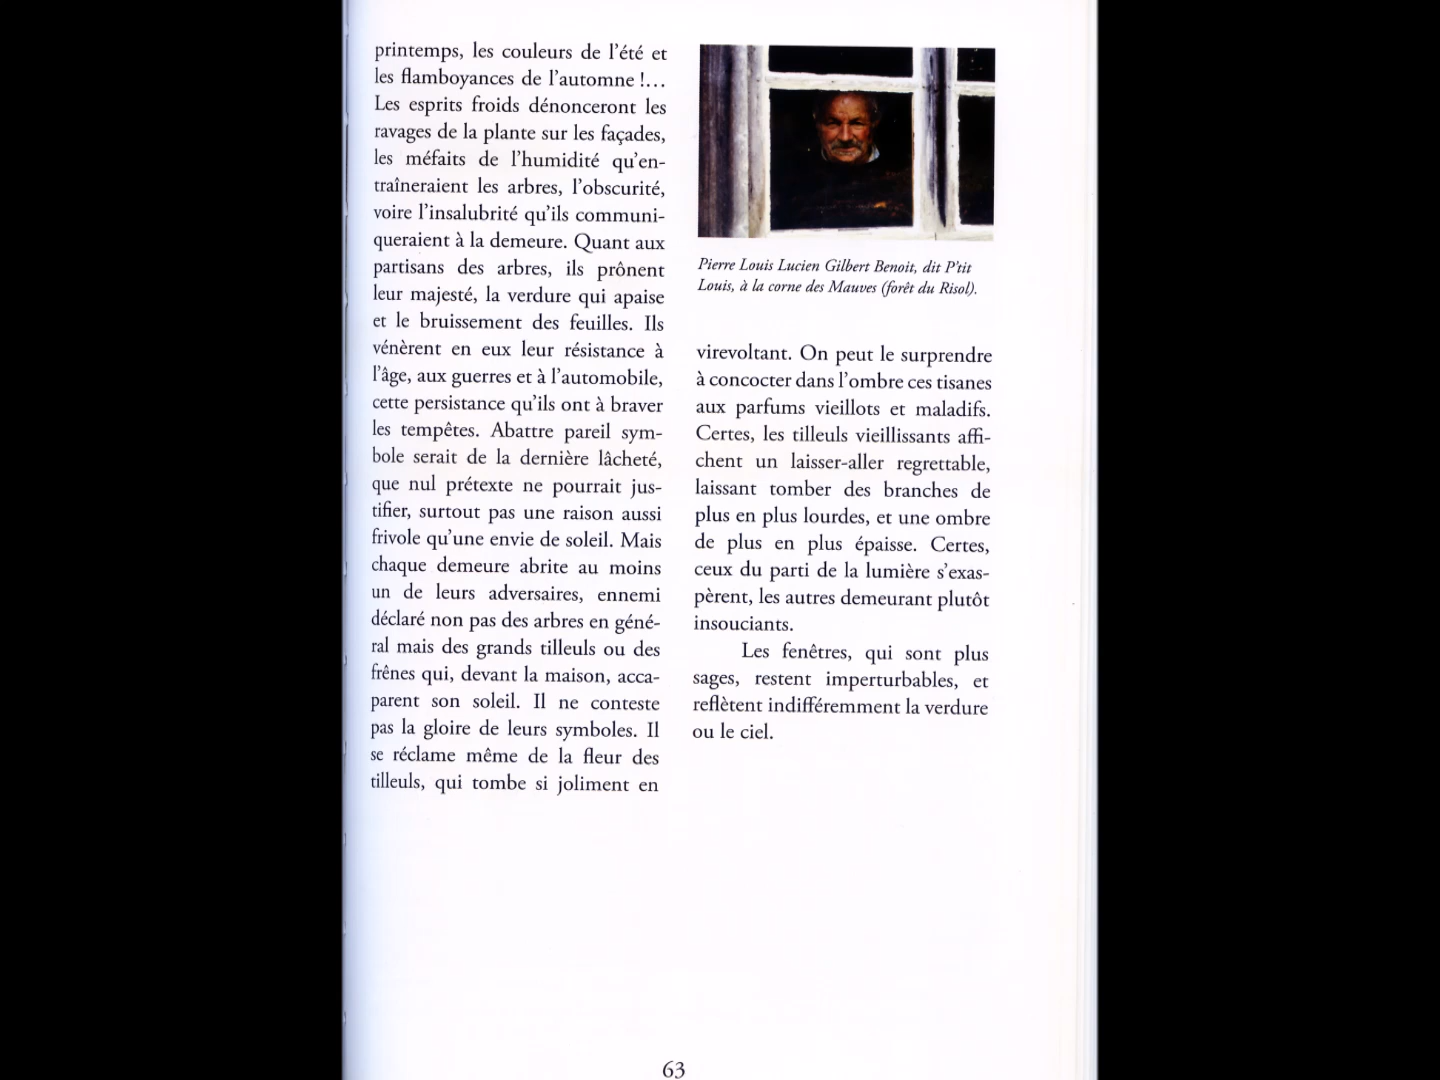 printemps, les couleurs de l'été et
les flamboyances de l'automne !...
Les esprits froids dénonceront les
ravages de la plante sur les façades,
les méfaits de l'humidité qu'en-
traîneraient les arbres, l'obscurité,
voire l'insalubrité qu'ils communi-
queraient à la demeure. Quant aux
partisans des arbres, ils prônent
leur majesté, la verdure qui apaise
et le bruissement des feuilles. Ils
vénèrent en eux leur résistance à
l'âge, aux guerres et à l'automobile,
cette persistance qu'ils ont à braver
les tempêtes. Abattre pareil sym-
bole serait de la dernière lâcheté,
que nul prétexte ne pourrait jus-
tifier, surtout pas une raison aussi
frivole qu'une envie de soleil. Mais
chaque demeure abrite au moins
un de leurs adversaires, ennemi
déclaré non pas des arbres en géné-
ral mais des grands tilleuls ou des
frênes qui, devant la maison, acca-
parent son soleil. Il ne conteste
pas la gloire de leurs symboles. Il
se réclame même de la fleur des
tilleuls, qui tombe si joliment en
Pierre Louis Lucien Gilbert Benoit, dit P'tit
Louis, à la corne des Mauves (forêt du Risol).
virevoltant. On peut le surprendre
à concocter dans l'ombre ces tisanes
aux parfums vieillots et maladifs.
Certes, les tilleuls vieillissants affi-
chent un laisser-aller regrettable,
laissant tomber des branches de
plus en plus lourdes, et une ombre
de plus en plus épaisse. Certes,
ceux du parti de la lumière s'exas-
pèrent, les autres demeurant plutôt
insouciants.
Les fenêtres, qui sont plus
sages, restent imperturbables, et
reflètent indifféremment la verdure
ou le ciel.
63